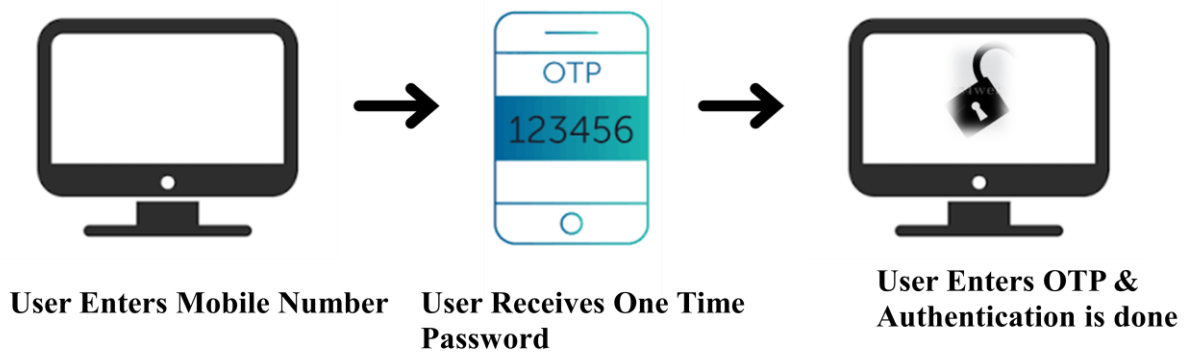 OTP
123456
User Enters Mobile Number
User Receives One Time
Password
User Enters OTP &
Authentication is done